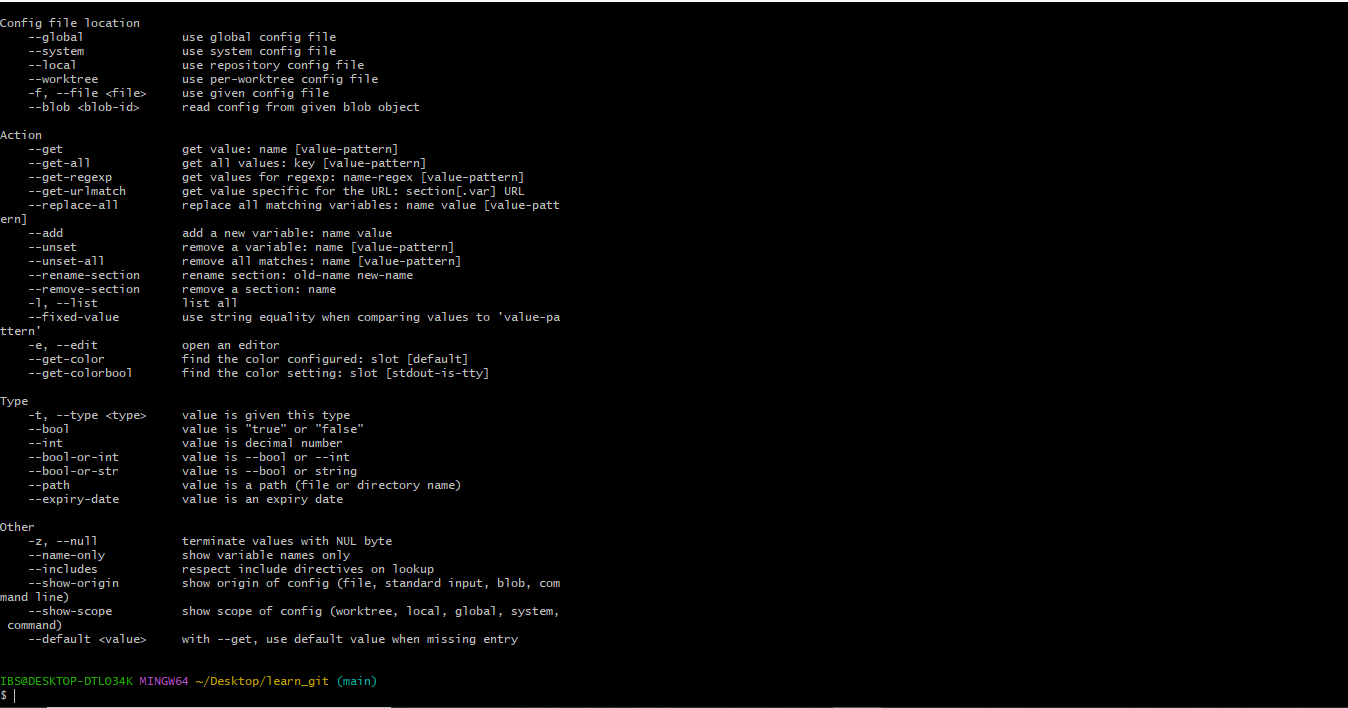 Config file location
    --global              use global config file
    --system              use system config file
    --local               use repository config file
    --worktree            use per-worktree config file
    -f, --file <file>     use given config file
    --blob <blob-id>      read config from given blob object

Action
    --get                 get value: name [value-pattern]
    --get-all             get all values: key [value-pattern]
    --get-regexp          get values for regexp: name-regex [value-pattern]
    --get-urlmatch        get value specific for the URL: section[.var] URL
    --replace-all         replace all matching variables: name value [value-patt
ern]
    --add                 add a new variable: name value
    --unset               remove a variable: name [value-pattern]
    --unset-all           remove all matches: name [value-pattern]
    --rename-section      rename section: old-name new-name
    --remove-section      remove a section: name
    -l, --list            list all
    --fixed-value         use string equality when comparing values to 'value-pa
ttern'
    -e, --edit            open an editor
    --get-color           find the color configured: slot [default]
    --get-colorbool       find the color setting: slot [stdout-is-tty]

Type
    -t, --type <type>     value is given this type
    --bool                value is "true" or "false"
    --int                 value is decimal number
    --bool-or-int         value is --bool or --int
    --bool-or-str         value is --bool or string
    --path                value is a path (file or directory name)
    --expiry-date         value is an expiry date

Other
    -z, --null            terminate values with NUL byte
    --name-only           show variable names only
    --includes            respect include directives on lookup
    --show-origin         show origin of config (file, standard input, blob, com
mand line)
    --show-scope          show scope of config (worktree, local, global, system,
 command)
    --default <value>     with --get, use default value when missing entry

IBS@DESKTOP-DTLO34K MINGW64 ~/Desktop/learn_git (main)
$